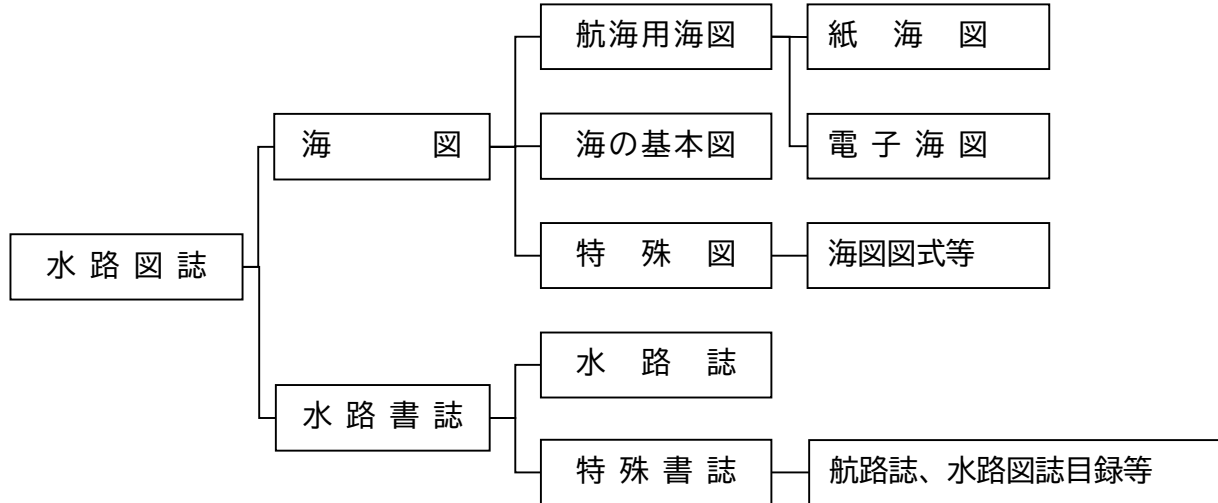 航海用海図
紙海図
海図
海の基本図
電子海図
特殊図
海図図式等
水路図誌
水路誌
水路書誌
特殊書誌
航路誌、水路図誌目録等